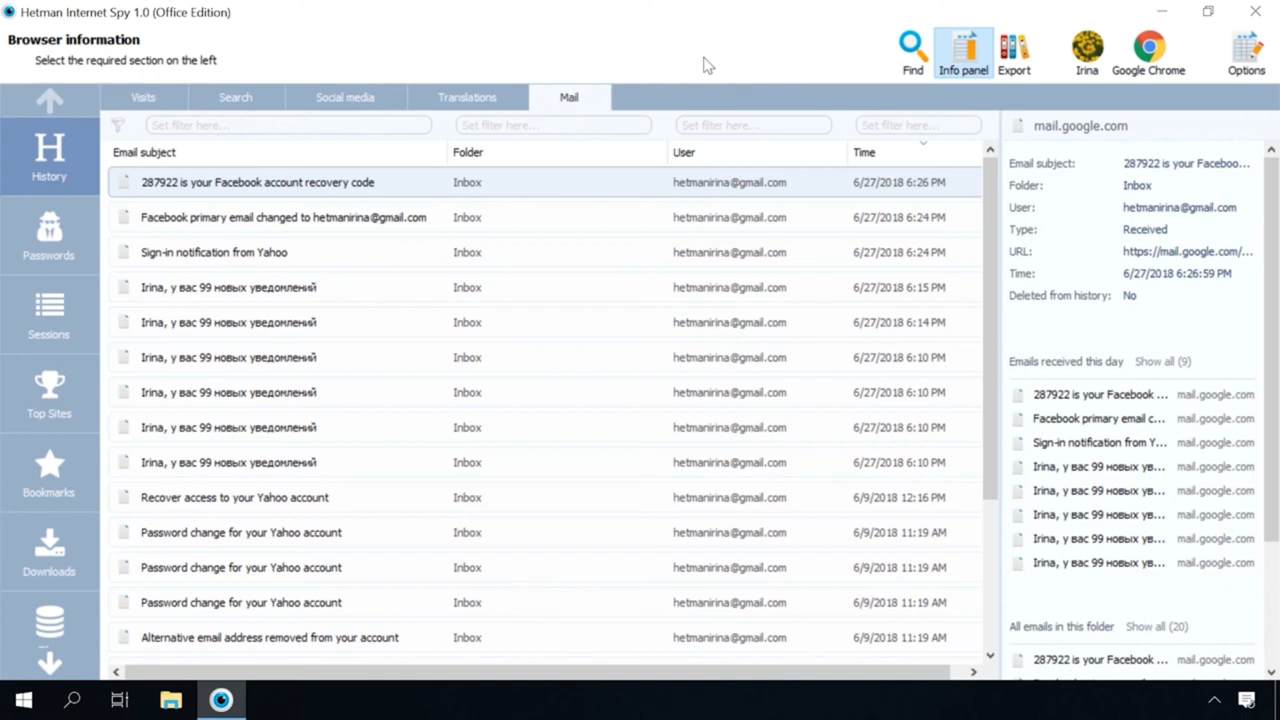 Hetman Internet Spy 1.0 (Office Edition)
Browser information
Select the required section on the left
Find
Info panel
Export
Irina
Google Chrome
Options
Visits
Search
Social media
Translations
Mail
Set filter here...
Set filter here...
Set filter here...
Set filter here...
Email subject
Folder
User
Time
287922 is your Facebook account recovery code Inbox hetmanirina@gmail.com 6/27/2018 6:26 PM
Facebook primary email changed to hetmanirina@gmail.com Inbox hetmanirina@gmail.com 6/27/2018 6:24 PM
Sign-in notification from Yahoo Inbox hetmanirina@gmail.com 6/27/2018 6:24 PM
Irina, у вас 99 новых уведомлений Inbox hetmanirina@gmail.com 6/27/2018 6:15 PM
Irina, у вас 99 новых уведомлений Inbox hetmanirina@gmail.com 6/27/2018 6:14 PM
Irina, у вас 99 новых уведомлений Inbox hetmanirina@gmail.com 6/27/2018 6:10 PM
Irina, у вас 99 новых уведомлений Inbox hetmanirina@gmail.com 6/27/2018 6:10 PM
Irina, у вас 99 новых уведомлений Inbox hetmanirina@gmail.com 6/27/2018 6:10 PM
Irina, у вас 99 новых уведомлений Inbox hetmanirina@gmail.com 6/27/2018 6:10 PM
Recover access to your Yahoo account Inbox hetmanirina@gmail.com 6/9/2018 12:16 PM
Password change for your Yahoo account Inbox hetmanirina@gmail.com 6/9/2018 11:19 AM
Password change for your Yahoo account Inbox hetmanirina@gmail.com 6/9/2018 11:19 AM
Password change for your Yahoo account Inbox hetmanirina@gmail.com 6/9/2018 11:19 AM
Alternative email address removed from your account Inbox hetmanirina@gmail.com 6/9/2018 11:19 AM
H
History
Passwords
Sessions
Top Sites
Bookmarks
Downloads
mail.google.com
Email subject: 287922 is your Faceboo...
Folder: Inbox
User: hetmanirina@gmail.com
Type: Received
URL: https://mail.google.com/...
Time: 6/27/2018 6:26:59 PM
Deleted from history: No
Emails received this day Show all (9)
287922 is your Facebook ... mail.google.com
Facebook primary email c... mail.google.com
Sign-in notification from Y... mail.google.com
Irina, у вас 99 новых ув... mail.google.com
Irina, у вас 99 новых ув... mail.google.com
Irina, у вас 99 новых ув... mail.google.com
Irina, у вас 99 новых ув... mail.google.com
Irina, у вас 99 новых ув... mail.google.com
All emails in this folder Show all (20)
287922 is your Facebook ... mail.google.com